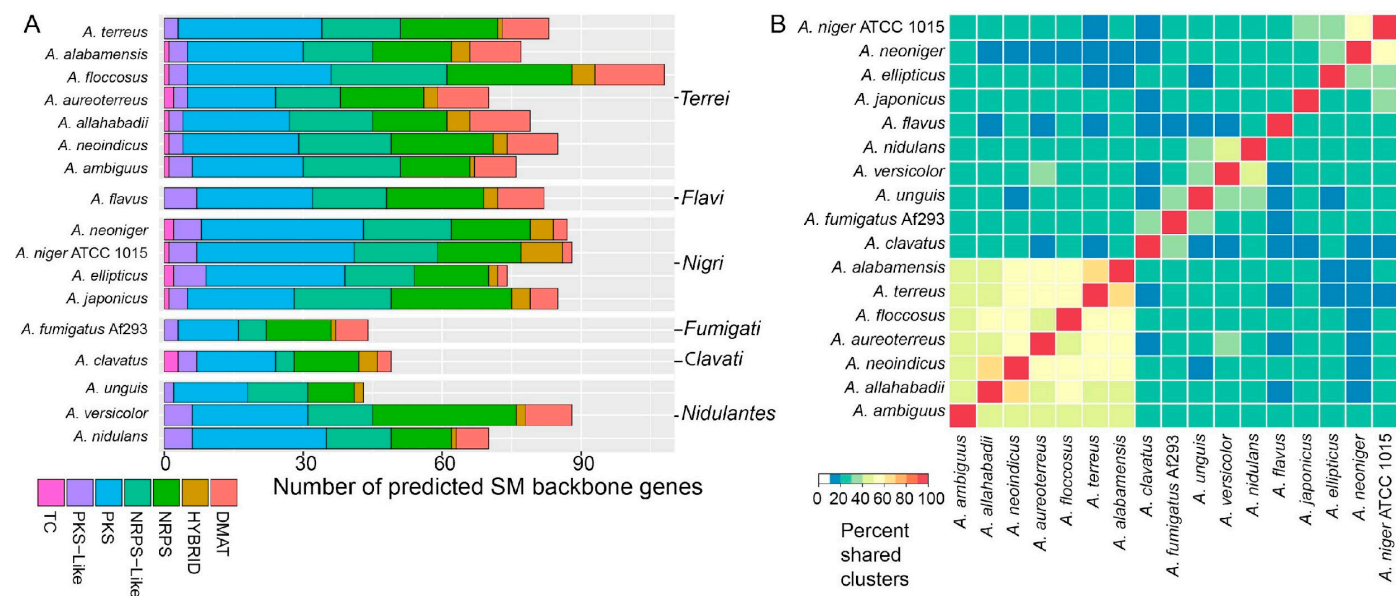 A
A. terreus
A. alabamensis
A. floccosus
A. aureoterreus
A. allahabadii
A. neoindicus
A. ambiguus
Terrei
A. flavus
Flavi
A. neoniger
A. niger ATCC 1015
A. ellipticus
A. japonicus
Nigri
A. fumigatus Af293
Fumigati
A. clavatus
Clavati
A. unguis
A. versicolor
A. nidulans
Nidulantes
0 30 60 90
Number of predicted SM backbone genes
TC
PKS-Like
PKS
NRPS-Like
NRPS
HYBRID
DMAT
B
A. niger ATCC 1015
A. neoniger
A. ellipticus
A. japonicus
A. flavus
A. nidulans
A. versicolor
A. unguis
A. fumigatus Af293
A. clavatus
A. alabamensis
A. terreus
A. floccosus
A. aureoterreus
A. neoindicus
A. allahabadii
A. ambiguus
A. ambiguus
A. allahabadii
A. neoindicus
A. aureoterreus
A. floccosus
A. terreus
A. alabamensis
A. clavatus
A. fumigatus Af293
A. unguis
A. versicolor
A. nidulans
A. flavus
A. japonicus
A. ellipticus
A. neoniger
A. niger ATCC 1015
0 20 40 60 80 100
Percent
shared
clusters